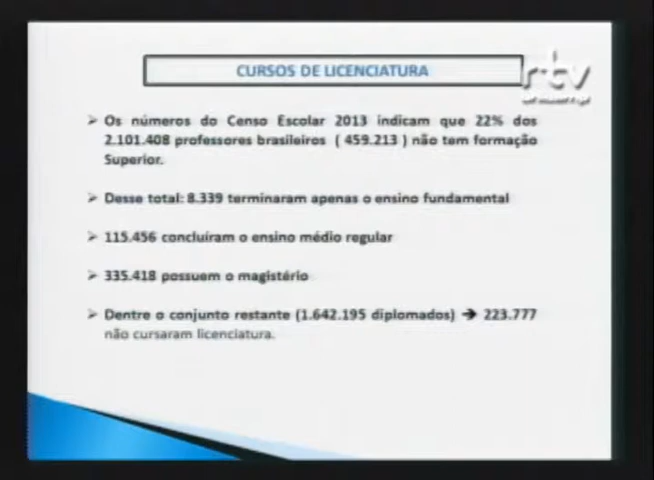 CURSOS DE LICENCIATURA
rtv
➢ Os números do Censo Escolar 2013 indicam que 22% dos
2.101.408 professores brasileiros ( 459.213 ) não tem formação
Superior.
➢ Desse total: 8.339 terminaram apenas o ensino fundamental
➢ 115.456 concluíram o ensino médio regular
➢ 335.418 possuem o magistério
➢ Dentre o conjunto restante (1.642.195 diplomados) ➔ 223.777
não cursaram licenciatura.